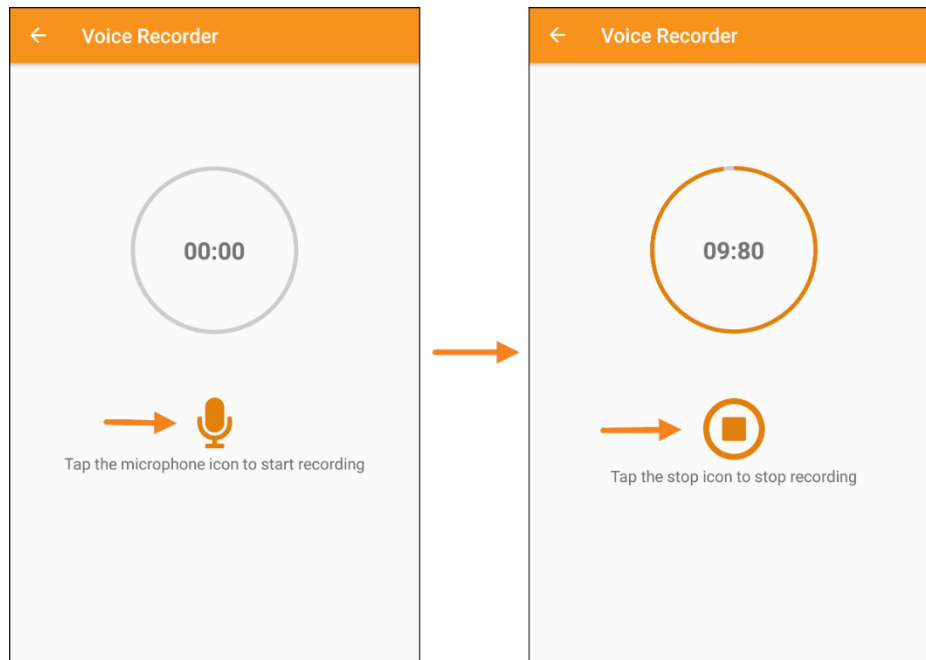 Voice Recorder
00:00
Tap the microphone icon to start recording
Voice Recorder
09:80
Tap the stop icon to stop recording